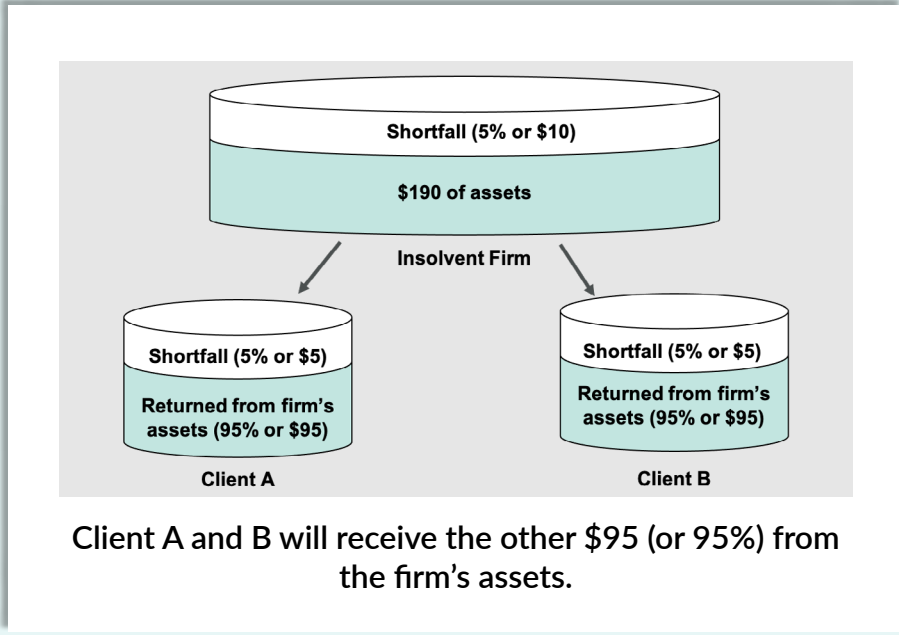 Shortfall (5% or $10)
$190 of assets
Insolvent Firm
Shortfall (5% or $5)
Returned from firm's
assets (95% or $95)
Client A
Shortfall (5% or $5)
Returned from firm's
assets (95% or $95)
Client B
Client A and B will receive the other $95 (or 95%) from
the firm's assets.